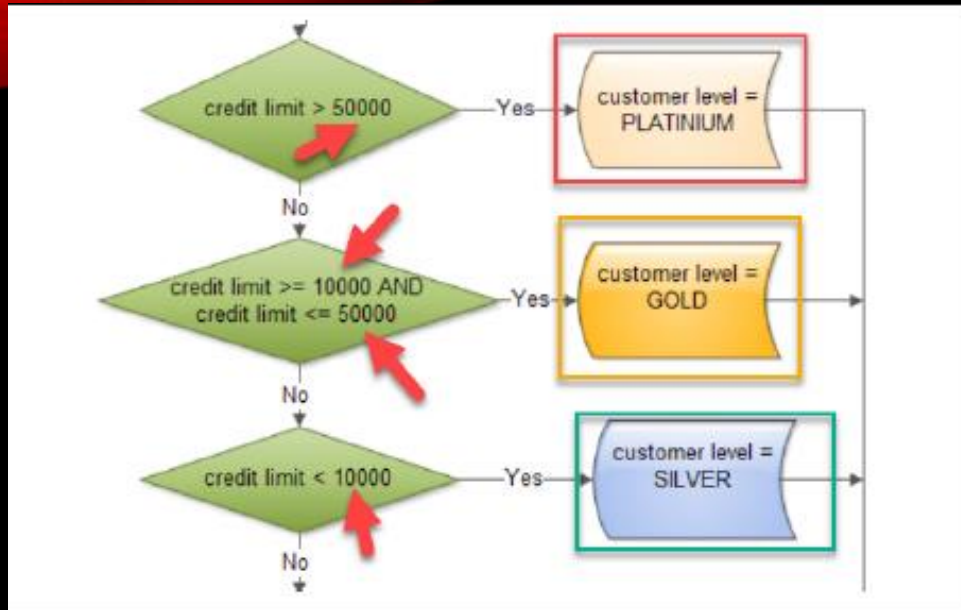 credit limit > 50000
Yes
customer level =
PLATINIUM
No
credit limit >= 10000 AND
credit limit <= 50000
Yes
customer level =
GOLD
No
credit limit < 10000
Yes
customer level =
SILVER
No